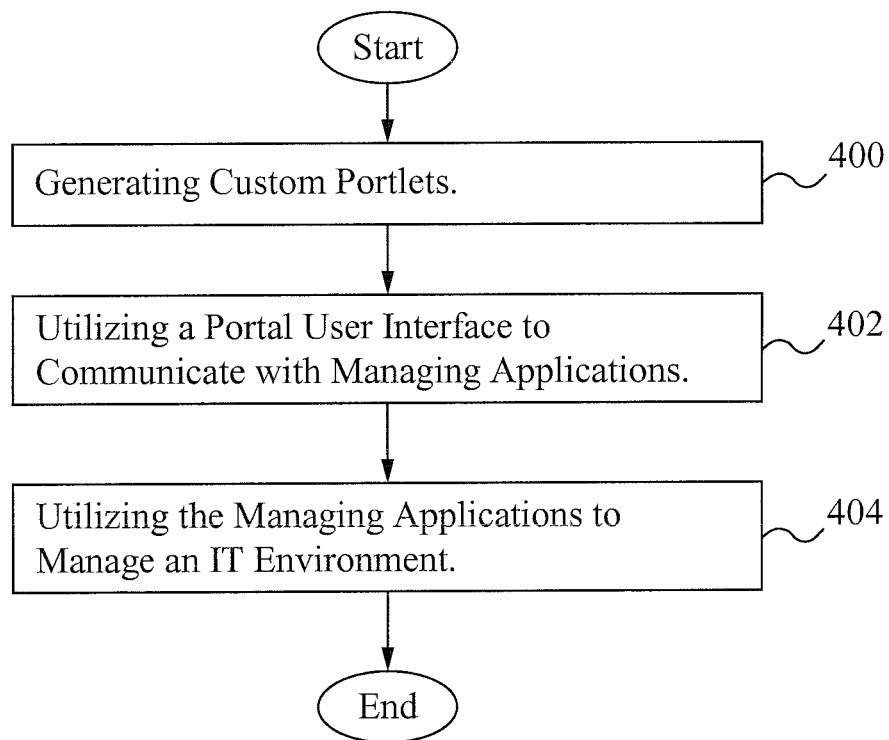 Start
Generating Custom Portlets.
400
Utilizing a Portal User Interface to
Communicate with Managing Applications.
402
Utilizing the Managing Applications to
Manage an IT Environment.
404
End